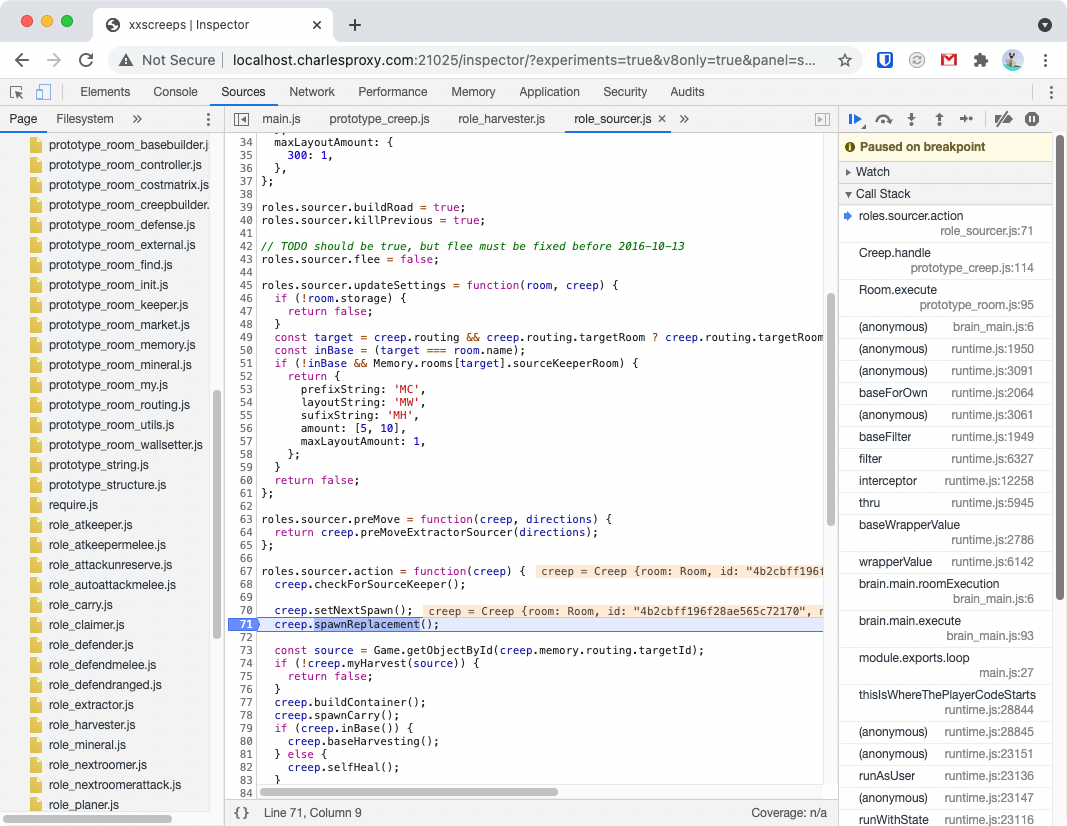 xxscreeps | Inspector
Not Secure
localhost.charlesproxy.com:21025/inspector/?experiments=true&v8only=true&panel=s...
Elements Console Sources Network Performance Memory Application Security Audits
Page Filesystem »
main.js prototype_creep.js role_harvester.js role_sourcer.js × »
prototype_room_basebuilder.j
prototype_room_controller.js
prototype_room_costmatrix.js
prototype_room_creepbuilder.
prototype_room_defense.js
prototype_room_external.js
prototype_room_find.js
prototype_room_init.js
prototype_room_keeper.js
prototype_room_market.js
prototype_room_memory.js
prototype_room_mineral.js
prototype_room_my.js
prototype_room_routing.js
prototype_room_utils.js
prototype_room_wallsetter.js
prototype_string.js
prototype_structure.js
require.js
role_atkeeper.js
role_atkeepermelee.js
role_attackunreserve.js
role_autoattackmelee.js
role_carry.js
role_claimer.js
role_defender.js
role_defendmelee.js
role_defendranged.js
role_extractor.js
role_harvester.js
role_mineral.js
role_nextroomer.js
role_nextroomerattack.js
role_planer.js
34 maxLayoutAmount: {
35 300: 1,
36 },
37 };
38
39 roles.sourcer.buildRoad = true;
40 roles.sourcer.killPrevious = true;
41
42 // TODO should be true, but flee must be fixed before 2016-10-13
43 roles.sourcer.flee = false;
44
45 roles.sourcer.updateSettings = function(room, creep) {
46 if (!room.storage) {
47 return false;
48 }
49 const target = creep.routing && creep.routing.targetRoom ? creep.routing.targetRoom
50 const inBase = (target === room.name);
51 if (!inBase && Memory.rooms[target].sourceKeeperRoom) {
52 return {
53 prefixString: 'MC',
54 layoutString: 'MW',
55 sufixString: 'MH',
56 amount: [5, 10],
57 maxLayoutAmount: 1,
58 };
59 }
60 return false;
61 };
62
63 roles.sourcer.preMove = function(creep, directions) {
64 return creep.preMoveExtractorSourcer(directions);
65 };
66
67 roles.sourcer.action = function(creep) { creep = Creep {room: Room, id: "4b2cbff196f
68 creep.checkForSourceKeeper();
69
70 creep.setNextSpawn(); creep = Creep {room: Room, id: "4b2cbff196f28ae565c72170", r
71 creep.spawnReplacement();
72
73 const source = Game.getObjectById(creep.memory.routing.targetId);
74 if (!creep.myHarvest(source)) {
75 return false;
76 }
77 creep.buildContainer();
78 creep.spawnCarry();
79 if (creep.inBase()) {
80 creep.baseHarvesting();
81 } else {
82 creep.selfHeal();
83 }
84
{ } Line 71, Column 9 Coverage: n/a
Paused on breakpoint
Watch
Call Stack
roles.sourcer.action
role_sourcer.js:71
Creep.handle
prototype_creep.js:114
Room.execute
prototype_room.js:95
(anonymous) brain_main.js:6
(anonymous) runtime.js:1950
(anonymous) runtime.js:3091
baseForOwn runtime.js:2064
(anonymous) runtime.js:3061
baseFilter runtime.js:1949
filter runtime.js:6327
interceptor runtime.js:12258
thru runtime.js:5945
baseWrapperValue
runtime.js:2786
wrapperValue runtime.js:6142
brain.main.roomExecution
brain_main.js:6
brain.main.execute
brain_main.js:93
module.exports.loop
main.js:27
thisIsWhereThePlayerCodeStarts
runtime.js:28844
(anonymous) runtime.js:28845
(anonymous) runtime.js:23151
runAsUser runtime.js:23136
(anonymous) runtime.js:23147
runWithState runtime.js:23116